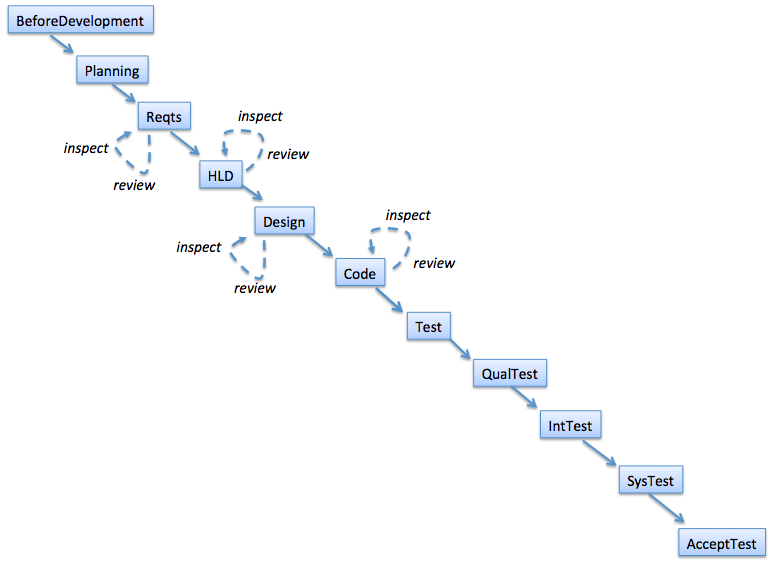 BeforeDevelopment
Planning
Reqts
inspect
review
inspect
review
HLD
Design
inspect
review
inspect
review
Code
Test
QualTest
IntTest
SysTest
AcceptTest